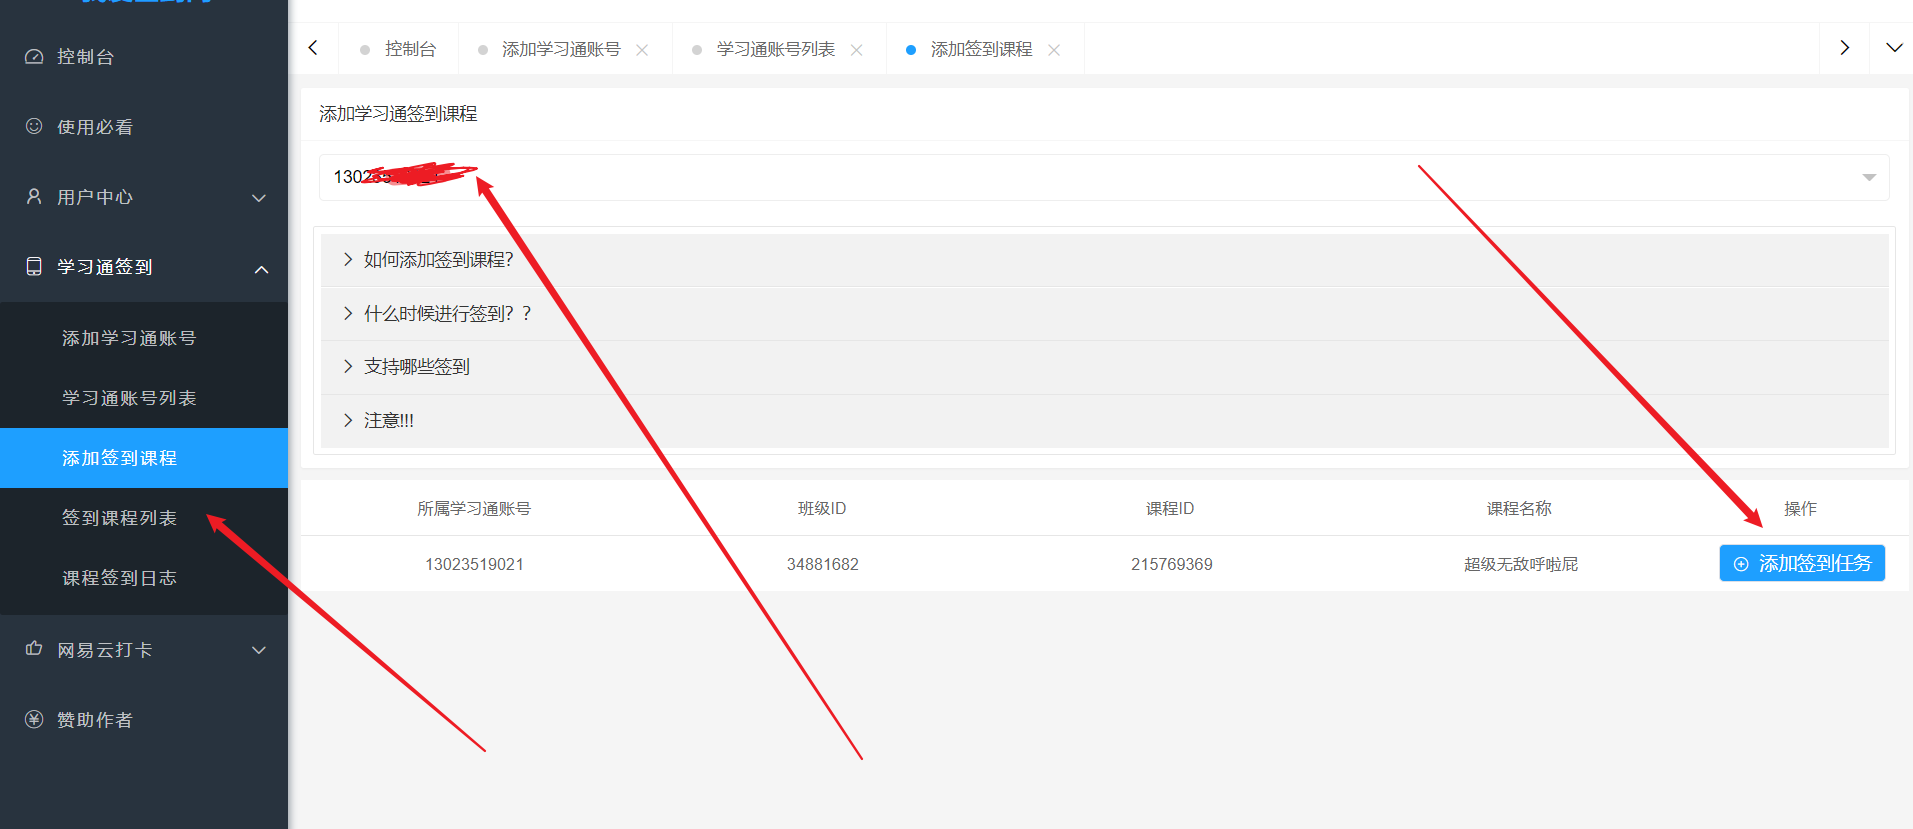 控制台
使用必看
用户中心
学习通签到
添加学习通账号
学习通账号列表
添加签到课程
签到课程列表
课程签到日志
网易云打卡
赞助作者
控制台
添加学习通账号
学习通账号列表
添加签到课程
添加学习通签到课程
如何添加签到课程?
什么时候进行签到? ?
支持哪些签到
注意!!!
所属学习通账号 班级ID 课程ID 课程名称 操作
13023519021 34881682 215769369 超级无敌呼啦屁 添加签到任务